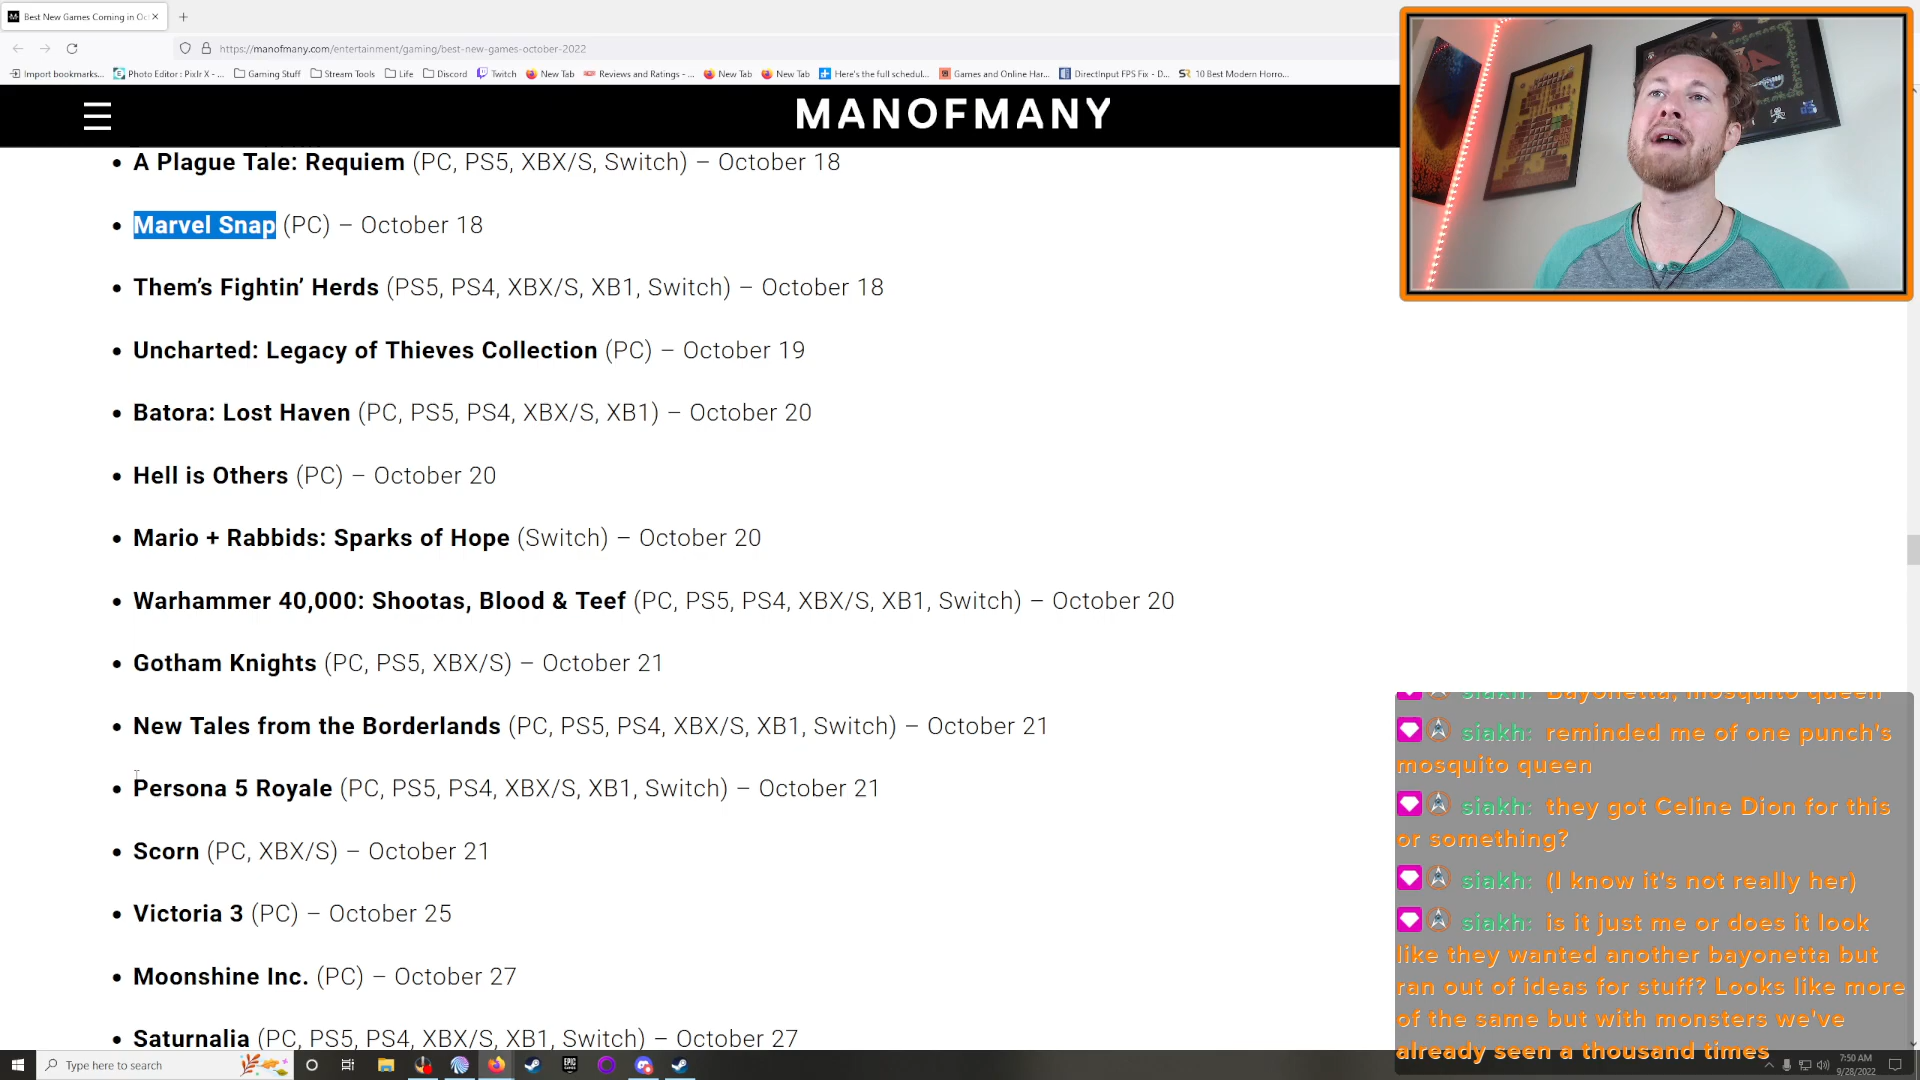 Best New Games Coming in Oc
https://manofmany.com/entertainment/gaming/best-new-games-october-2022
Import bookmarks... Photo Editor : Pixlr X - ... Gaming Stuff Stream Tools Life Discord Twitch New Tab Reviews and Ratings - ... New Tab New Tab Here's the full schedul... Games and Online Har... DirectInput FPS Fix - D... 10 Best Modern Horro...
MANOFMANY
A Plague Tale: Requiem (PC, PS5, XBX/S, Switch) – October 18
Marvel Snap (PC) – October 18
Them’s Fightin’ Herds (PS5, PS4, XBX/S, XB1, Switch) – October 18
Uncharted: Legacy of Thieves Collection (PC) – October 19
Batora: Lost Haven (PC, PS5, PS4, XBX/S, XB1) – October 20
Hell is Others (PC) – October 20
Mario + Rabbids: Sparks of Hope (Switch) – October 20
Warhammer 40,000: Shootas, Blood & Teef (PC, PS5, PS4, XBX/S, XB1, Switch) – October 20
Gotham Knights (PC, PS5, XBX/S) – October 21
New Tales from the Borderlands (PC, PS5, PS4, XBX/S, XB1, Switch) – October 21
Persona 5 Royale (PC, PS5, PS4, XBX/S, XB1, Switch) – October 21
Scorn (PC, XBX/S) – October 21
Victoria 3 (PC) – October 25
Moonshine Inc. (PC) – October 27
Saturnalia (PC, PS5, PS4, XBX/S, XB1, Switch) – October 27
siakh: Bayonetta, mosquito queen
siakh: reminded me of one punch's
mosquito queen
siakh: they got Celine Dion for this
or something?
siakh: (I know it's not really her)
siakh: is it just me or does it look
like they wanted another bayonetta but
ran out of ideas for stuff? Looks like more
of the same but with monsters we've
already seen a thousand times
Type here to search
7:50 AM
9/28/2022